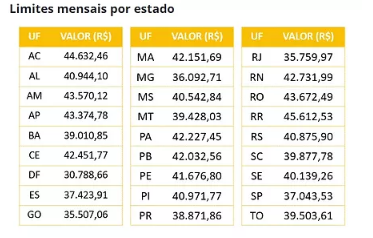 Limites mensais por estado
UF VALOR (R$) UF VALOR (R$) UF VALOR (R$)
AC 44.632,46 MA 42.151,69 RJ 35.759,97
AL 40.944,10 MG 36.092,71 RN 42.731,99
AM 43.570,12 MS 40.542,84 RO 43.672,49
AP 43.374,78 MT 39.428,03 RR 45.612,53
BA 39.010,85 PA 42.227,45 RS 40.875,90
CE 42.451,77 PB 42.032,56 SC 39.877,78
DF 30.788,66 PE 41.676,80 SE 40.139,26
ES 37.423,91 PI 40.971,77 SP 37.043,53
GO 35.507,06 PR 38.871,86 TO 39.503,61